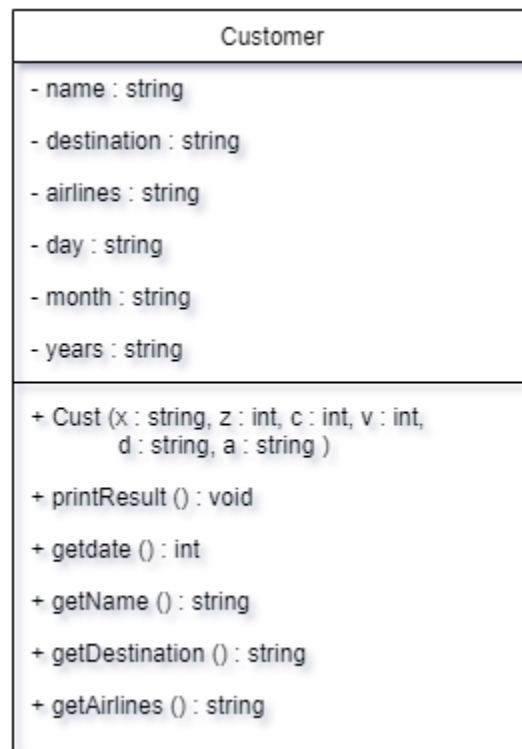 Customer
- name : string
- destination : string
- airlines : string
- day : string
- month : string
- years : string
+ Cust (x : string, z : int, c : int, v : int,
d : string, a : string )
+ printResult () : void
+ getdate () : int
+ getName () : string
+ getDestination () : string
+ getAirlines () : string